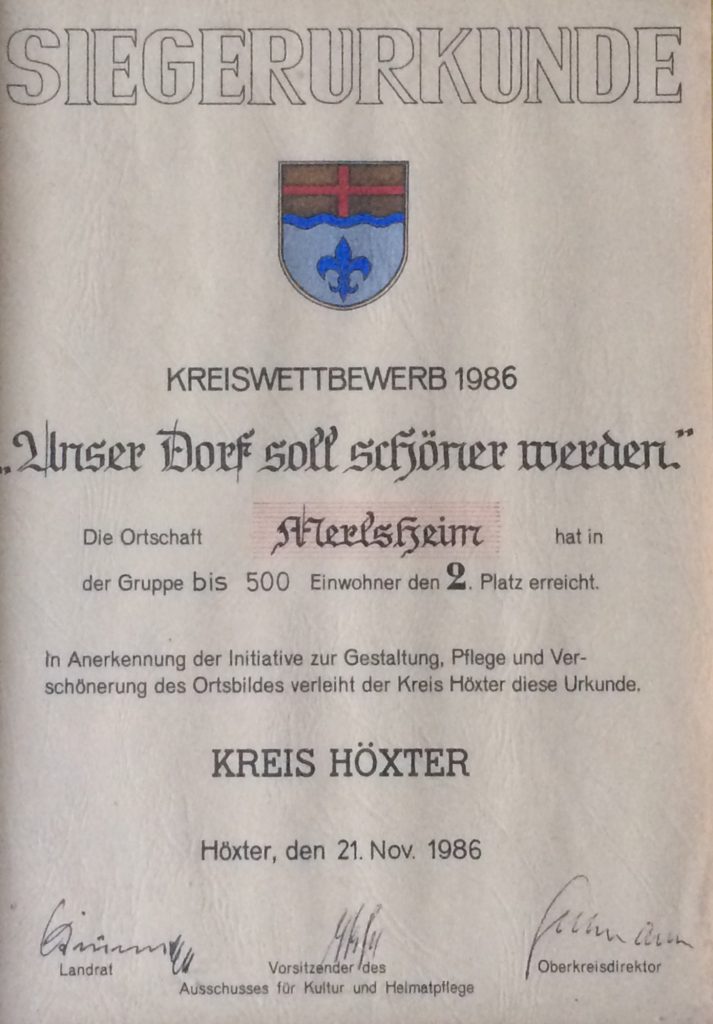 SIEGERURKUNDE
KREISWETTBEWERB 1986
„Unser Dorf soll schöner werden.”
Die Ortschaft Merlsheim hat in
der Gruppe bis 500 Einwohner den 2. Platz erreicht.
In Anerkennung der Initiative zur Gestaltung, Pflege und Ver-
schönerung des Ortsbildes verleiht der Kreis Höxter diese Urkunde.
KREIS HÖXTER
Höxter, den 21. Nov. 1986
Landrat
Vorsitzender des
Ausschusses für Kultur und Heimatpflege
Oberkreisdirektor